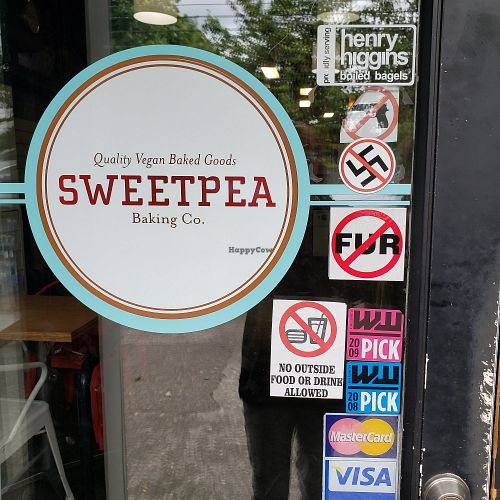 proudly serving
henry
higgins
boiled bagels
Quality Vegan Baked Goods
SWEETPEA
Baking Co.
HappyCow
FUR
NO OUTSIDE
FOOD OR DRINK
ALLOWED
WW
2009 PICK
WW
2008 PICK
MasterCard
VISA